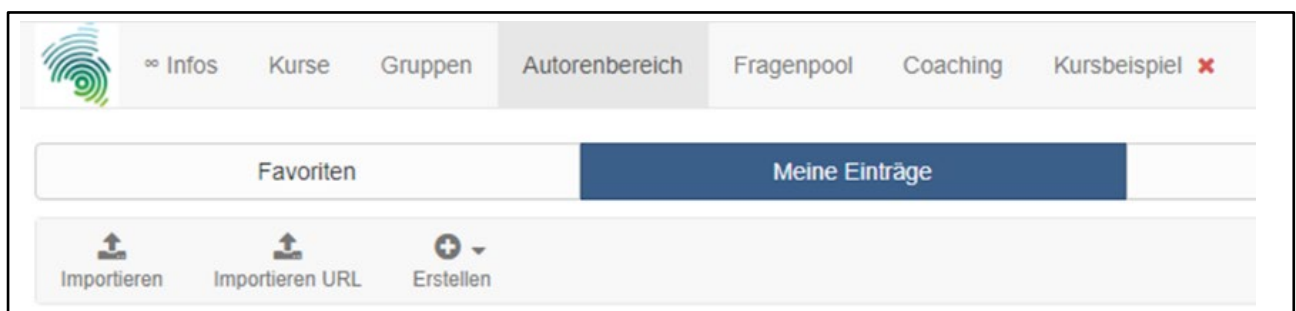 ∞ Infos Kurse Gruppen Autorenbereich Fragenpool Coaching Kursbeispiel ✖
Favoriten Meine Einträge
Importieren Importieren URL Erstellen